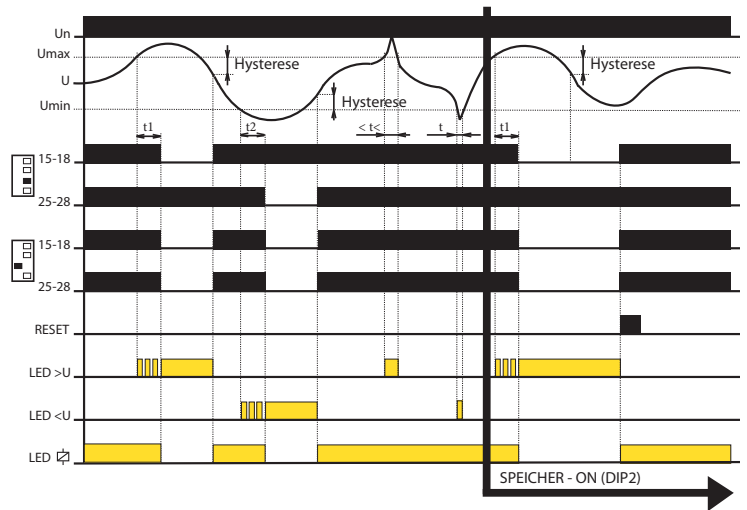 Un
Umax
Hysterese
Hysterese
U
Umin
Hysterese
t1
t2
< t<
t
t1
15-18
25-28
15-18
25-28
RESET
LED >U
LED <U
LED
SPEICHER - ON (DIP2)